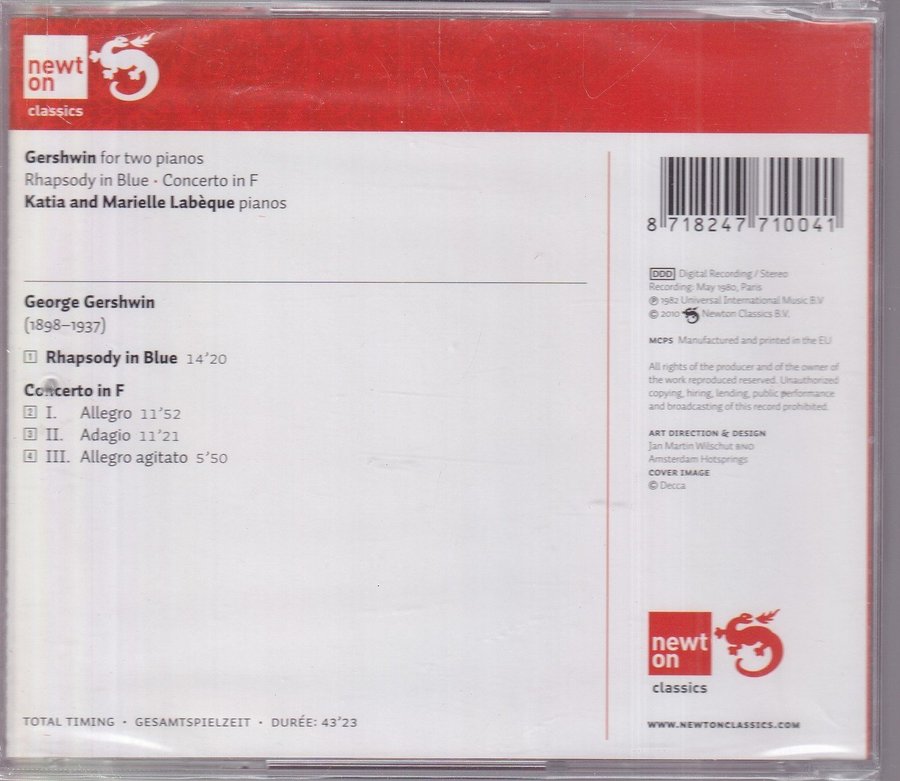 newt
on
classics
Gershwin for two pianos
Rhapsody in Blue · Concerto in F
Katia and Marielle Labèque pianos
George Gershwin
(1898–1937)
1 Rhapsody in Blue 14’20
Concerto in F
2 I. Allegro 11’52
3 II. Adagio 11’21
4 III. Allegro agitato 5’50
TOTAL TIMING · GESAMTSPIELZEIT · DURÉE: 43’23
8 718247 710041
DDD Digital Recording / Stereo
Recording: May 1980, Paris
℗ 1982 Universal International Music B.V
© 2010 Newton Classics B.V.
MCPS Manufactured and printed in the EU
All rights of the producer and of the owner of
the work reproduced reserved. Unauthorized
copying, hiring, lending, public performance
and broadcasting of this record prohibited.
ART DIRECTION & DESIGN
Jan Martin Wilschut BNO
Amsterdam Hotsprings
COVER IMAGE
© Decca
newt
on
classics
WWW.NEWTONCLASSICS.COM